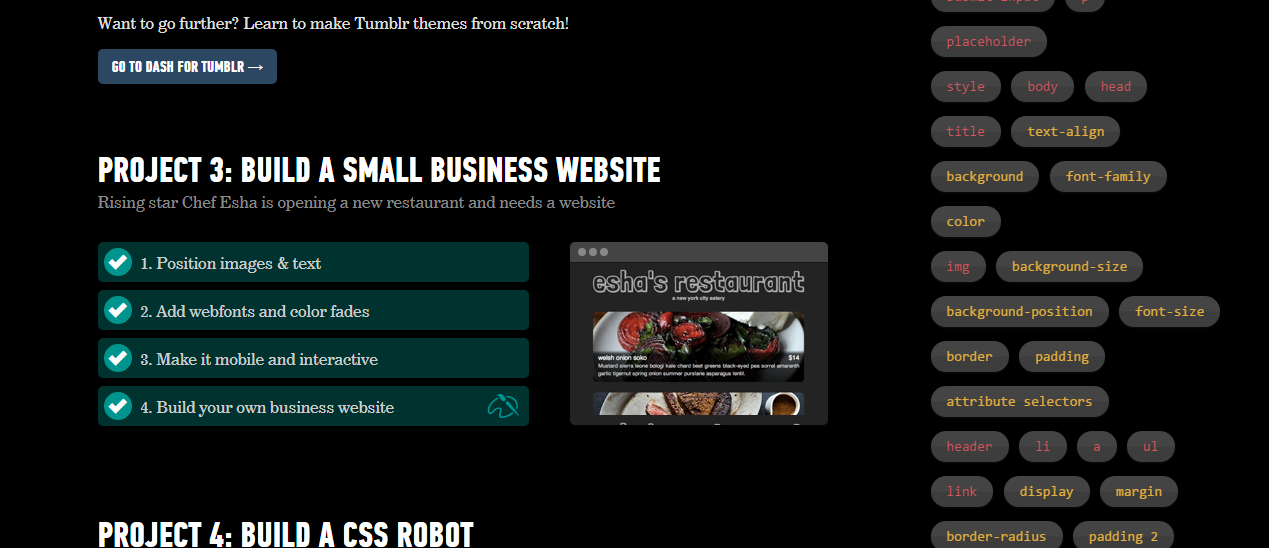 Want to go further? Learn to make Tumblr themes from scratch!
GO TO DASH FOR TUMBLR →
PROJECT 3: BUILD A SMALL BUSINESS WEBSITE
Rising star Chef Esha is opening a new restaurant and needs a website
1. Position images & text
2. Add webfonts and color fades
3. Make it mobile and interactive
4. Build your own business website
esha's restaurant
a new york city eatery
welsh onion soko $14
Mustard sierra leone bologi kale chard beet greens black-eyed pea sorrel amaranth
garlic tigernut spring onion summer purslane asparagus lentil.
PROJECT 4: BUILD A CSS ROBOT
submit input p
placeholder
style body head
title text-align
background font-family
color
img background-size
background-position font-size
border padding
attribute selectors
header li a ul
link display margin
border-radius padding 2